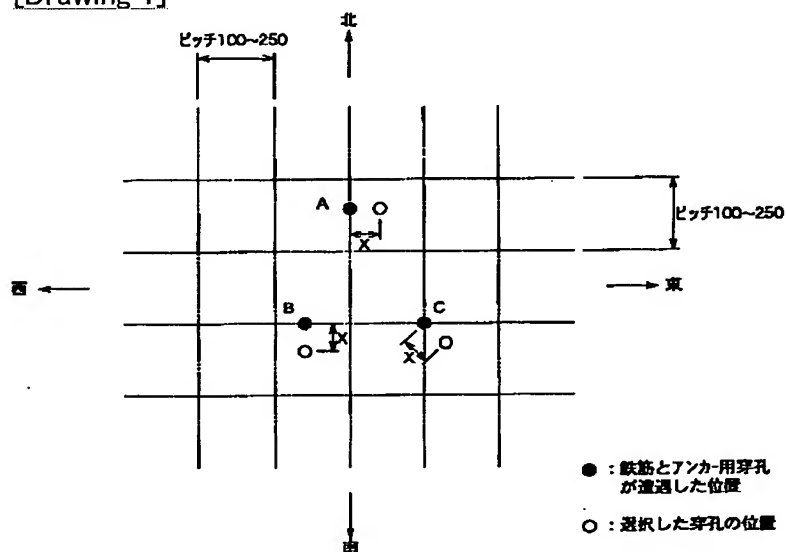 [Drawing 1]
北
ピッチ100~250
A
X
ピッチ100~250
西
東
B
C
X
X
● : 鉄筋とアンカー用穿孔
が遭遇した位置
○ : 選択した穿孔の位置
南